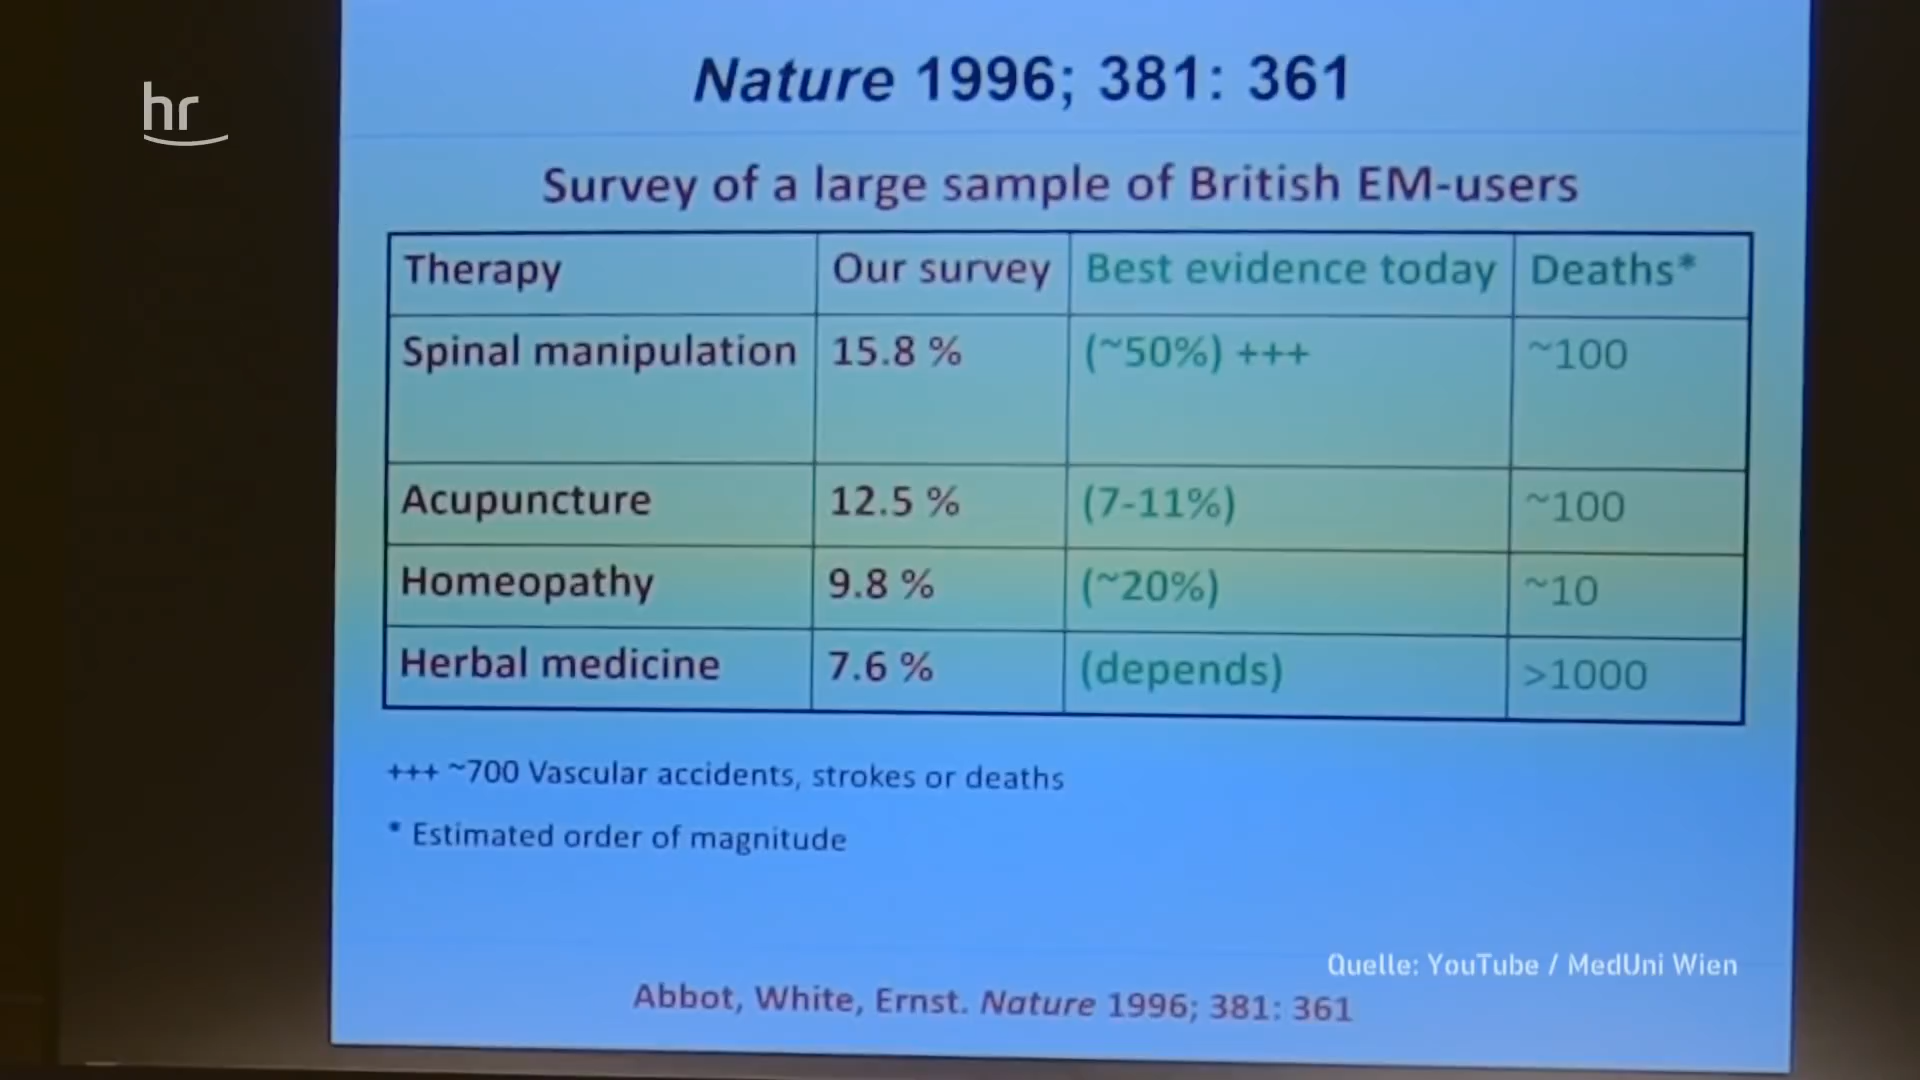 hr
Nature 1996; 381: 361
Survey of a large sample of British EM-users
Therapy Our survey Best evidence today Deaths*
Spinal manipulation 15.8 % (~50%) +++ ~100
Acupuncture 12.5 % (7-11%) ~100
Homeopathy 9.8 % (~20%) ~10
Herbal medicine 7.6 % (depends) >1000
+++ ~700 Vascular accidents, strokes or deaths
* Estimated order of magnitude
Quelle: YouTube / MedUni Wien
Abbot, White, Ernst. Nature 1996; 381: 361